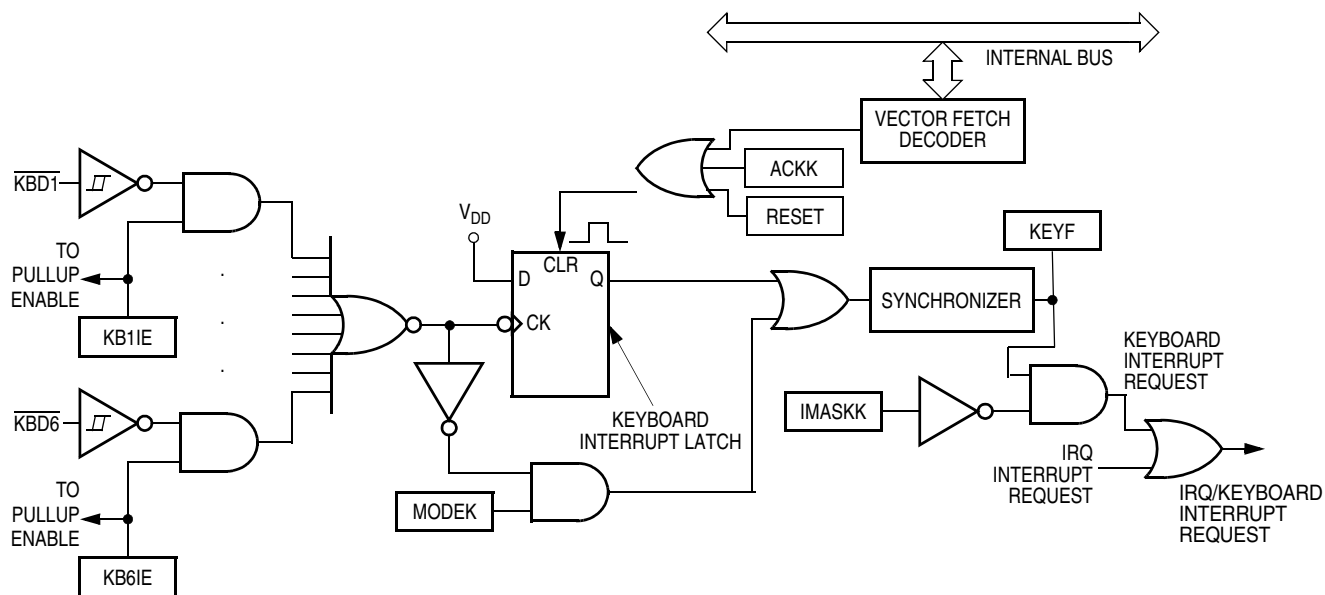 INTERNAL BUS
VECTOR FETCH
DECODER
ACKK
RESET
KBD1
TO
PULLUP
ENABLE
KB1IE
VDD
D
CLR
Q
CK
KEYBOARD
INTERRUPT LATCH
KEYF
SYNCHRONIZER
KBD6
TO
PULLUP
ENABLE
KB6IE
MODEK
IMASKK
KEYBOARD
INTERRUPT
REQUEST
IRQ
INTERRUPT
REQUEST
IRQ/KEYBOARD
INTERRUPT
REQUEST